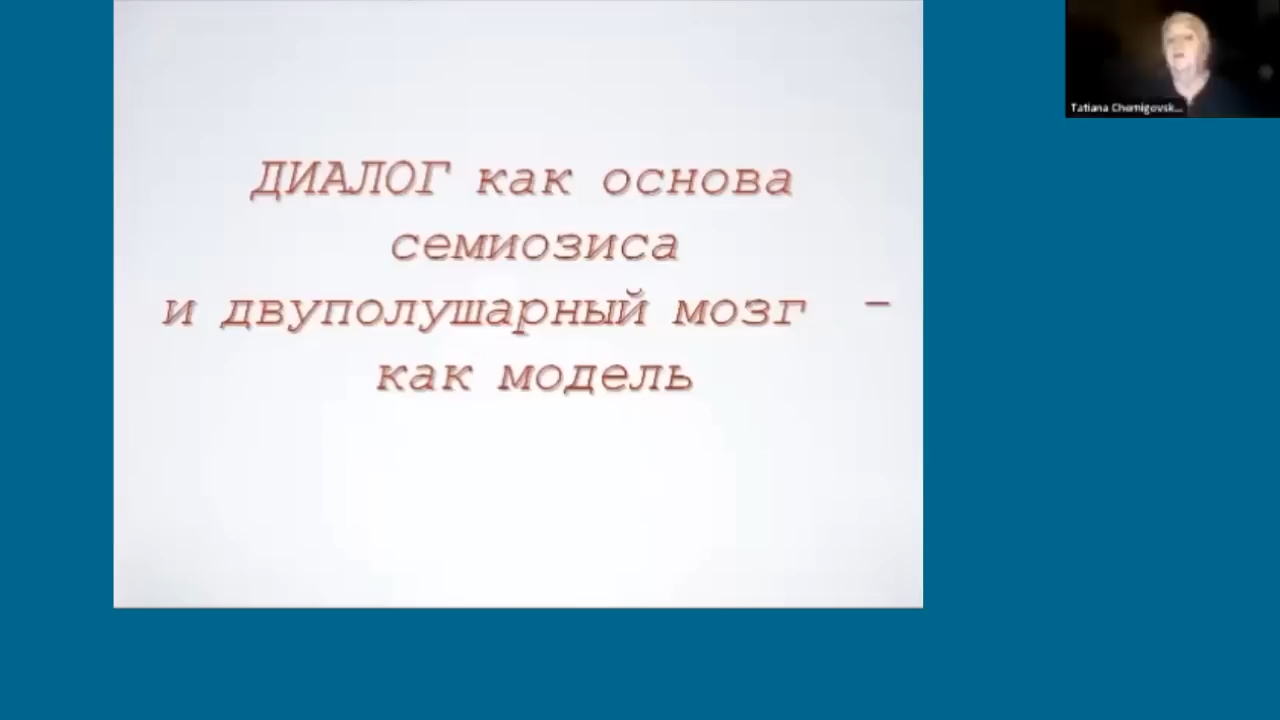 ДИАЛОГ как основа
семиозиса
и двуполушарный мозг –
как модель
Tatiana Chernigovsk...